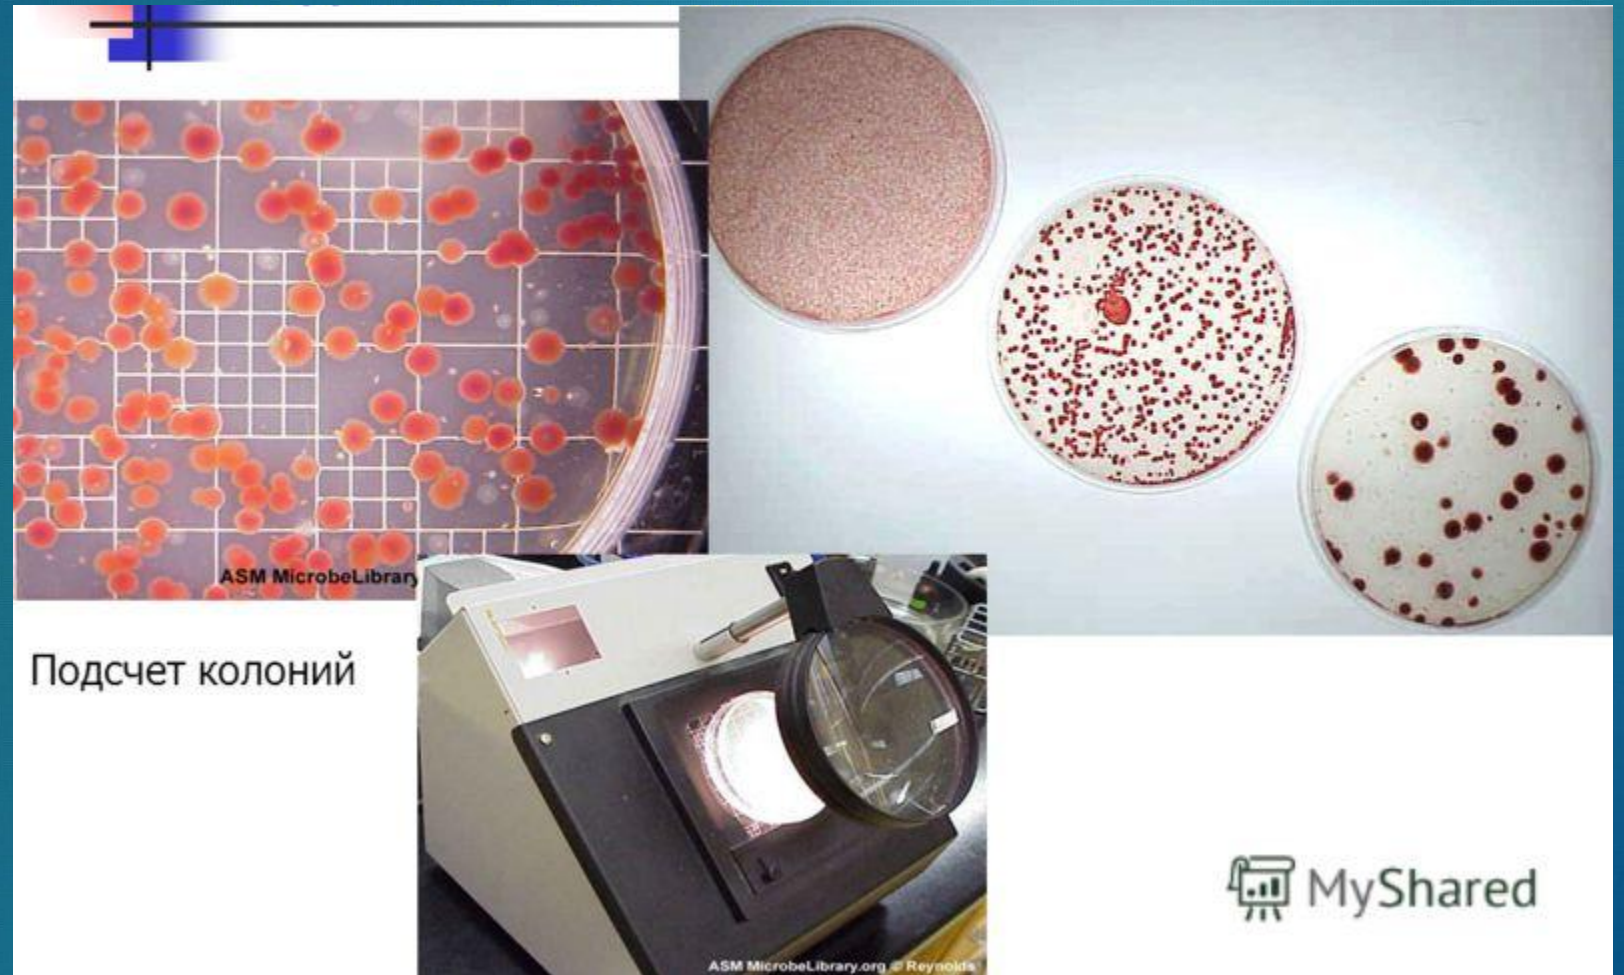 ASM MicrobeLibrary
Подсчет колоний
ASM MicrobeLibrary.org © Reynolds
MyShared